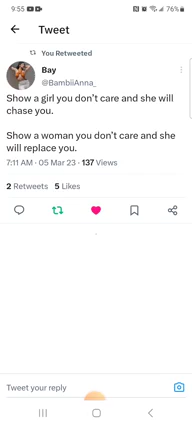 9:55
76%
Tweet
You Retweeted
Bay
@BambiiAnna_
Show a girl you don't care and she will
chase you.
Show a woman you don't care and she
will replace you.
7:11 AM · 05 Mar 23 · 137 Views
2 Retweets 5 Likes
Tweet your reply